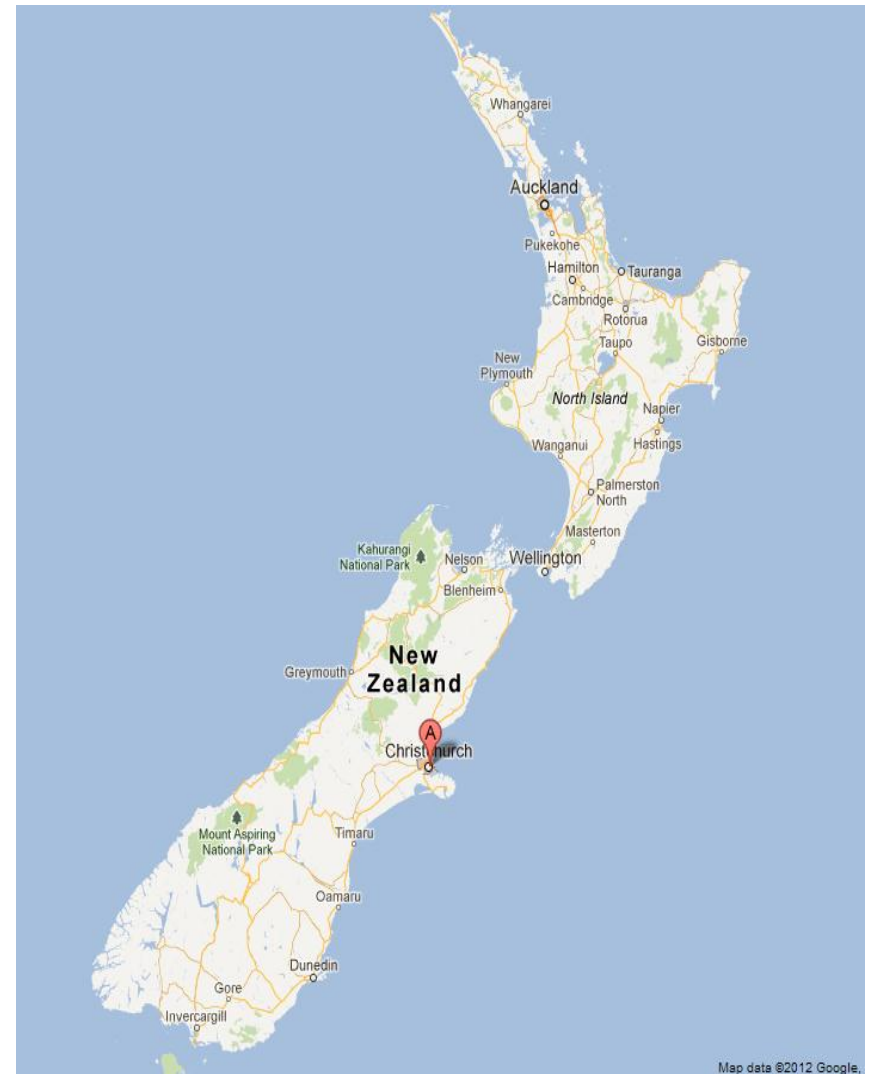 Whangarei
Auckland
Pukekohe
Hamilton
Tauranga
Cambridge
Rotorua
Taupo
Gisborne
New
Plymouth
North Island
Napier
Wanganui
Hastings
Palmerston
North
Masterton
Kahurangi
National Park
Nelson
Wellington
Blenheim
New
Zealand
Greymouth
A
Christchurch
Mount Aspiring
National Park
Timaru
Oamaru
Dunedin
Gore
Invercargill
Map data ©2012 Google,